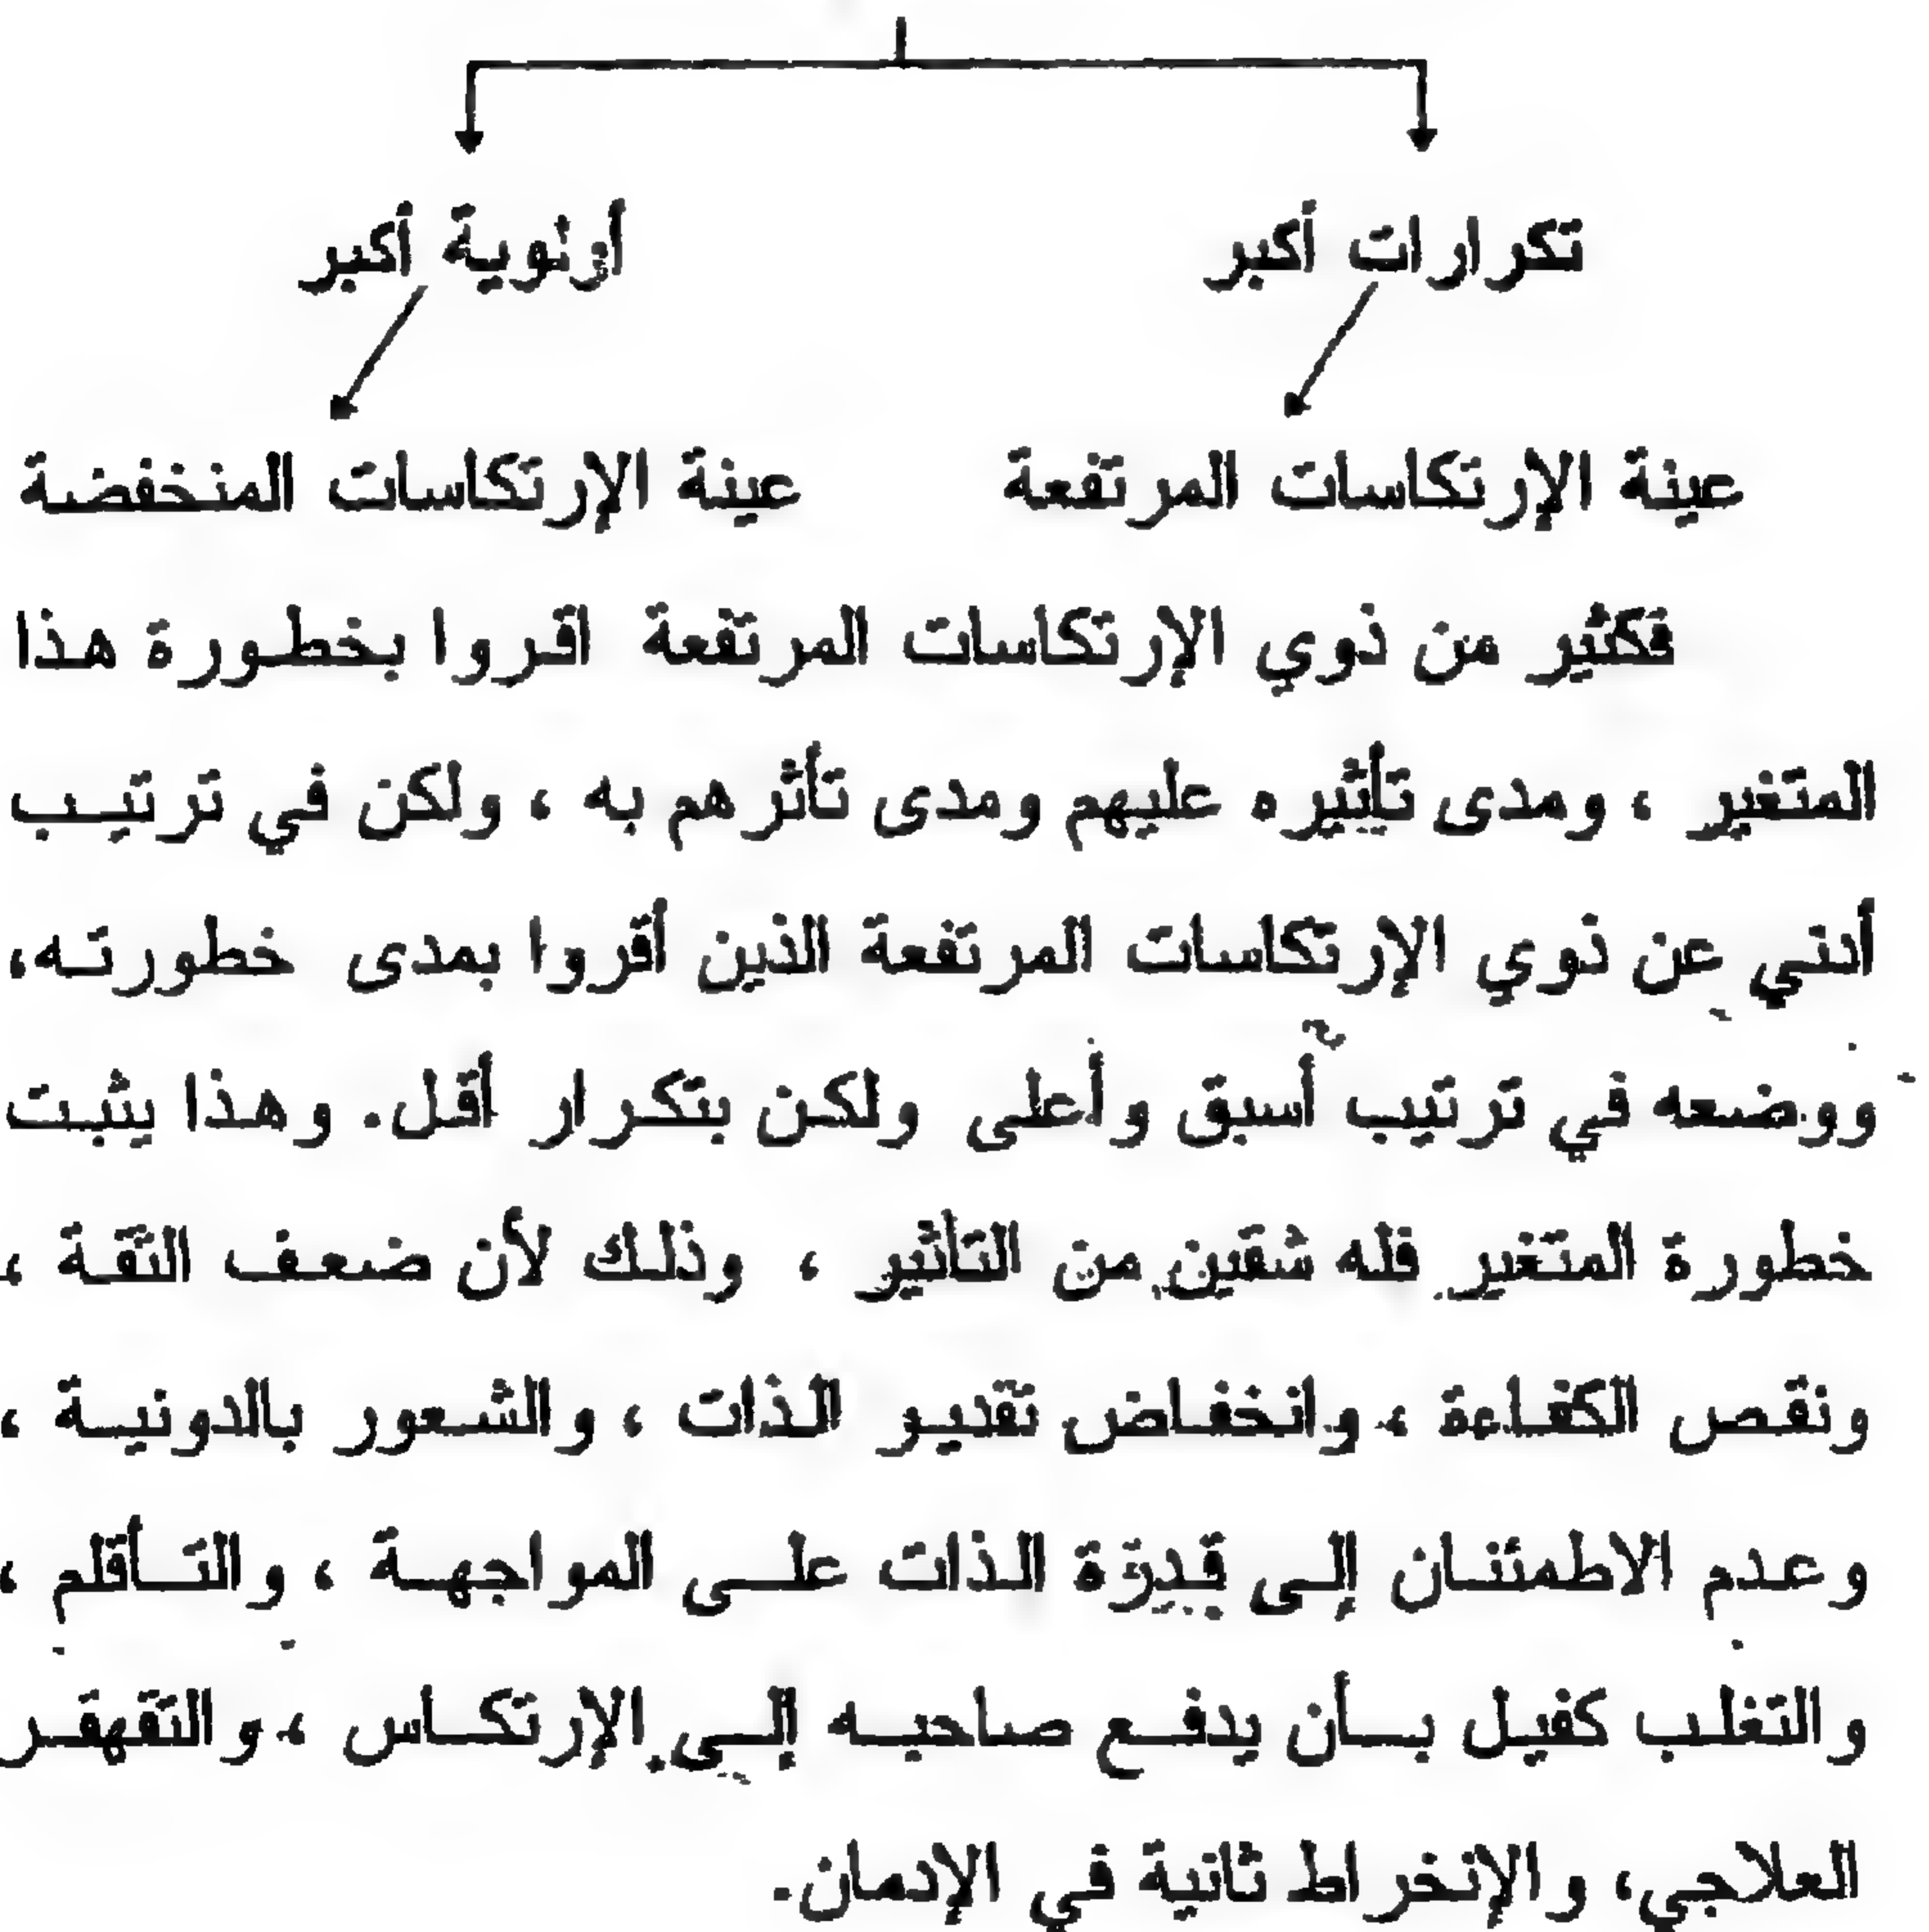 تكرارات أكبر
أولوية أكبر
عينة الإرتكاسات المرتفعة
عينة الإرتكاسات المنخفضة
فكثير من ذوي الإرتكاسات المرتفعة اقروا بخطورة هذا
المتغير ، ومدى تأثيره عليهم ومدى تأثرهم به ، ولكن في ترتيب
أدنى عن ذوي الإرتكاسات المرتفعة الذين أقروا بمدى خطورته،
ووضعه في ترتيب أسبق وأعلى ولكن بتكرار أقل. وهذا يثبت
خطورة المتغير فله شقين من التأثير ، وذلك لأن ضعف الثقة ،
ونقص الكفاءة ، وانخفاض تقدير الذات ، والشعور بالدونية ،
وعدم الاطمئنان إلى قدرة الذات على المواجهة ، والتأقلم ،
والتغلب كفيل بأن يدفع صاحبه إلى الإرتكاس ، والتقهقر
العلاجي، والإنخراط ثانية في الإدمان.